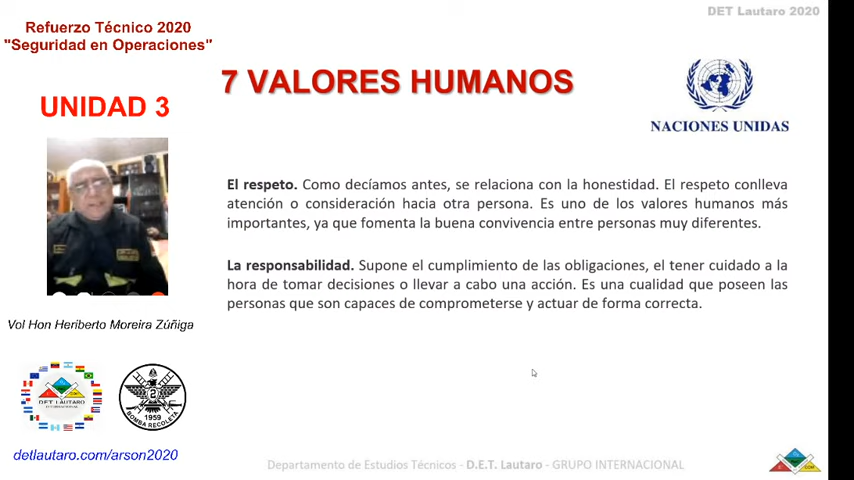 DET Lautaro 2020
Refuerzo Técnico 2020
"Seguridad en Operaciones"
7 VALORES HUMANOS
UNIDAD 3
NACIONES UNIDAS
El respeto. Como decíamos antes, se relaciona con la honestidad. El respeto conlleva
atención o consideración hacia otra persona. Es uno de los valores humanos más
importantes, ya que fomenta la buena convivencia entre personas muy diferentes.
La responsabilidad. Supone el cumplimiento de las obligaciones, el tener cuidado a la
hora de tomar decisiones o llevar a cabo una acción. Es una cualidad que poseen las
personas que son capaces de comprometerse y actuar de forma correcta.
Vol Hon Heriberto Moreira Zúñiga
D.E.T. LAUTARO
2
1959
BOMBA RECOLETA
detlautaro.com/arson2020
Departamento de Estudios Técnicos - D.E.T. Lautaro - GRUPO INTERNACIONAL